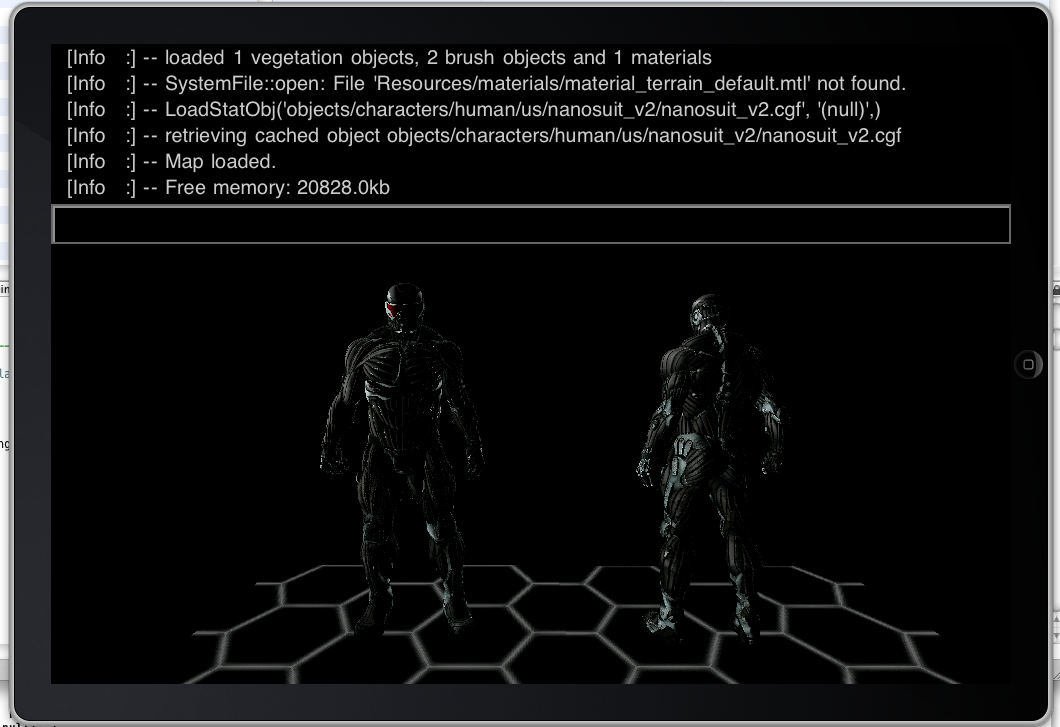 [Info :] -- loaded 1 vegetation objects, 2 brush objects and 1 materials
[Info :] -- SystemFile::open: File 'Resources/materials/material_terrain_default.mtl' not found.
[Info :] -- LoadStatObj('objects/characters/human/us/nanosuit_v2/nanosuit_v2.cgf', '(null)',)
[Info :] -- retrieving cached object objects/characters/human/us/nanosuit_v2/nanosuit_v2.cgf
[Info :] -- Map loaded.
[Info :] -- Free memory: 20828.0kb